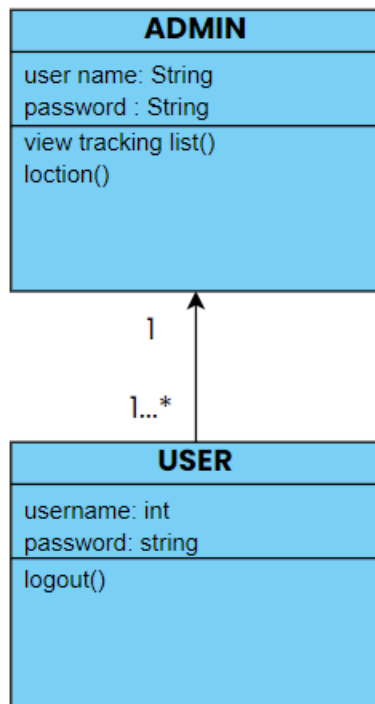 ADMIN
user name: String
password : String
view tracking list()
loction()
1
1...*
USER
username: int
password: string
logout()